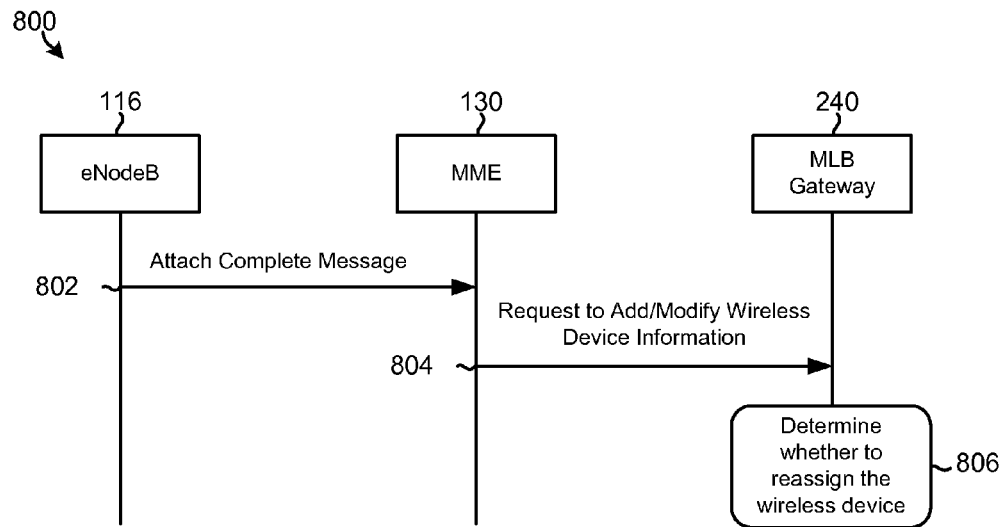 800
116
130
240
eNodeB
MME
MLB
Gateway
Attach Complete Message
802
Request to Add/Modify Wireless
Device Information
804
Determine
whether to
reassign the
wireless device
806